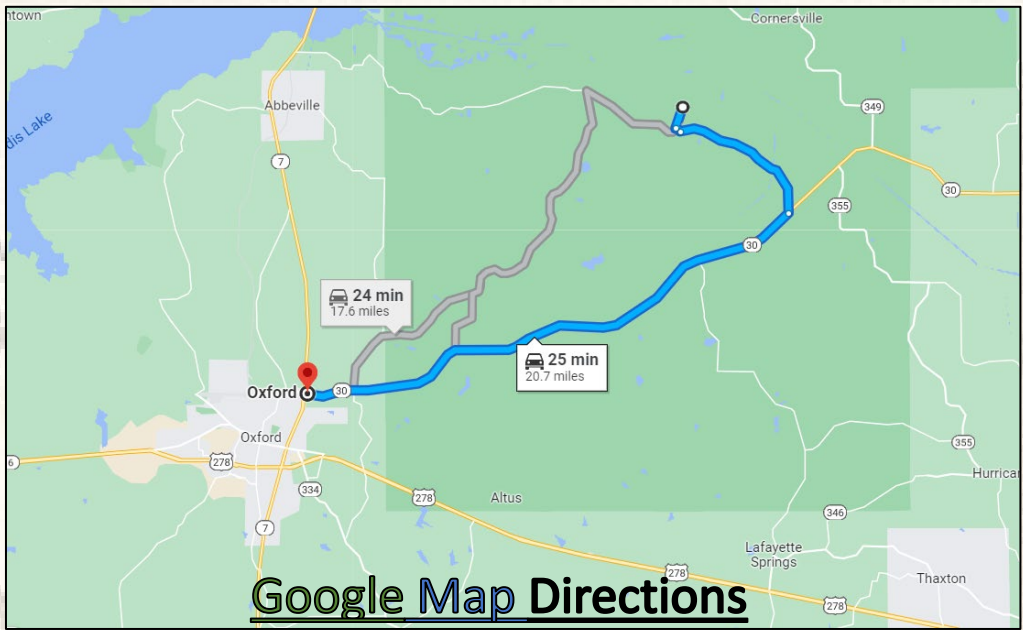 ntown
Cornersville
Abbeville
349
dis Lake
7
30
355
30
24 min
17.6 miles
25 min
20.7 miles
Oxford
30
Oxford
6
278
355
Hurricar
334
278
Altus
346
7
Lafayette
Springs
278
Thaxton
278
Google Map Directions